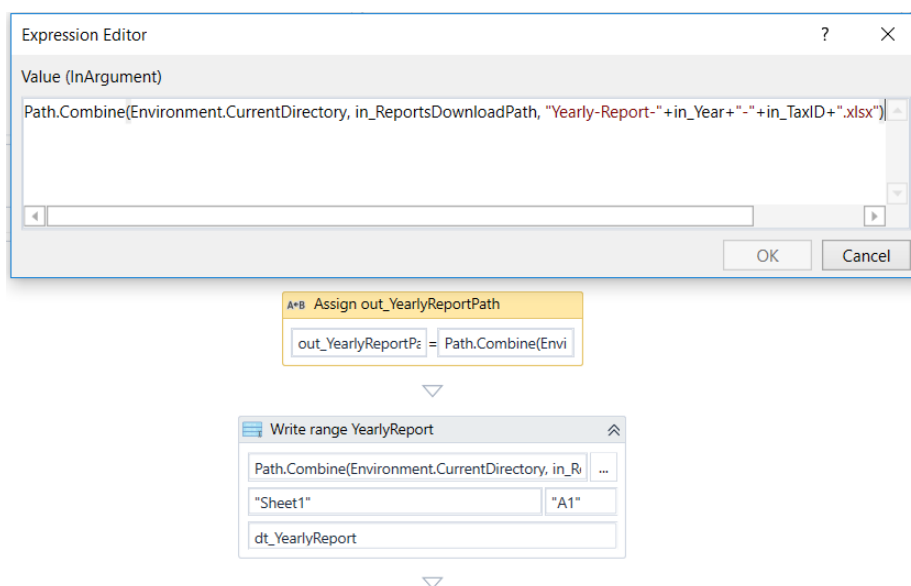 Expression Editor
?
Value (InArgument)
Path.Combine(Environment.CurrentDirectory, in_ReportsDownloadPath, "Yearly-Report-"+in_Year+"-"+in_TaxID+".xlsx")
OK
Cancel
A+B Assign out_YearlyReportPath
out_YearlyReportPa = Path.Combine(Envi
Write range YearlyReport
Path.Combine(Environment.CurrentDirectory, in_Re ...
"Sheet1" "A1"
dt_YearlyReport